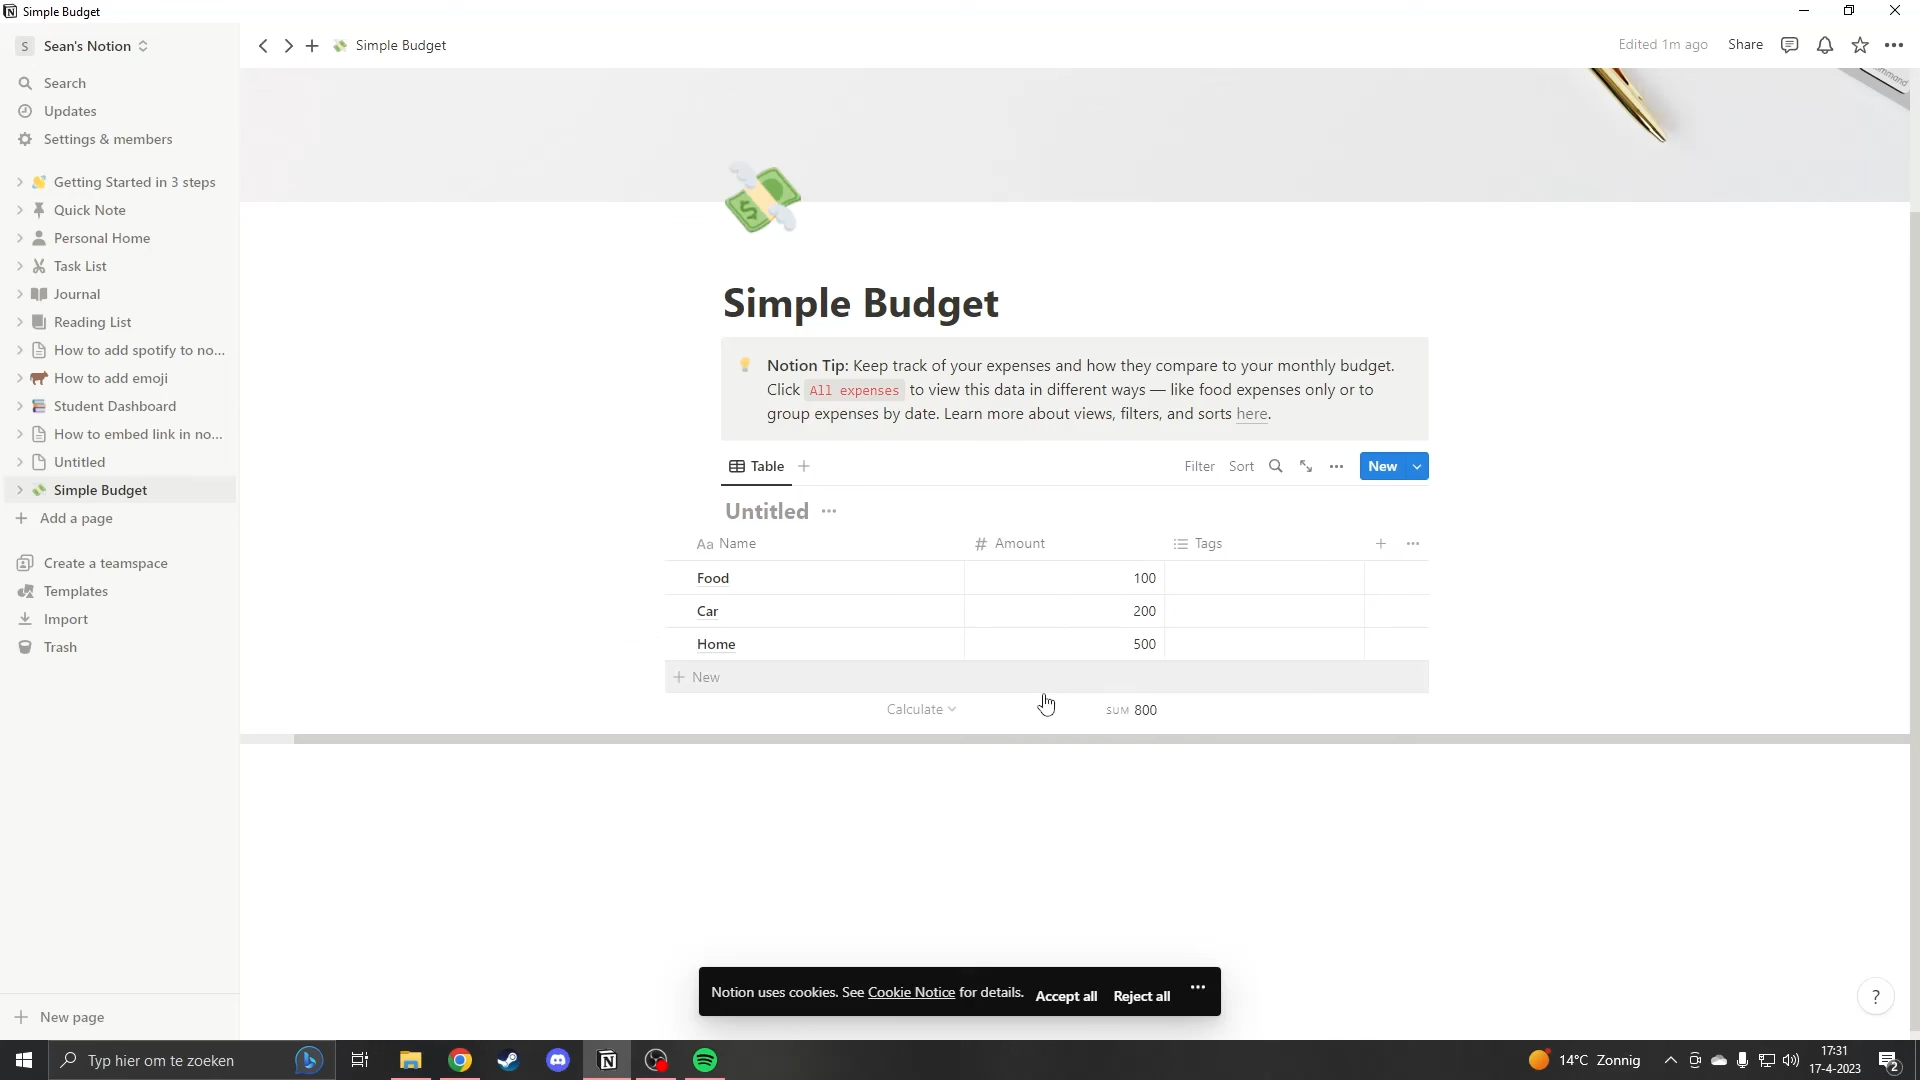 Simple Budget
S Sean's Notion
Simple Budget
Edited 1m ago Share
Search
Updates
Settings & members
Getting Started in 3 steps
Quick Note
Personal Home
Task List
Journal
Reading List
How to add spotify to no...
How to add emoji
Student Dashboard
How to embed link in no...
Untitled
Simple Budget
Add a page
Create a teamspace
Templates
Import
Trash
New page
Simple Budget
Notion Tip: Keep track of your expenses and how they compare to your monthly budget.
Click All expenses to view this data in different ways — like food expenses only or to
group expenses by date. Learn more about views, filters, and sorts here.
Table Filter Sort New
Untitled
Aa Name # Amount Tags
Food 100
Car 200
Home 500
+ New
Calculate SUM 800
Notion uses cookies. See Cookie Notice for details. Accept all Reject all
?
Typ hier om te zoeken
14°C Zonnig
17:31
17-4-2023
2